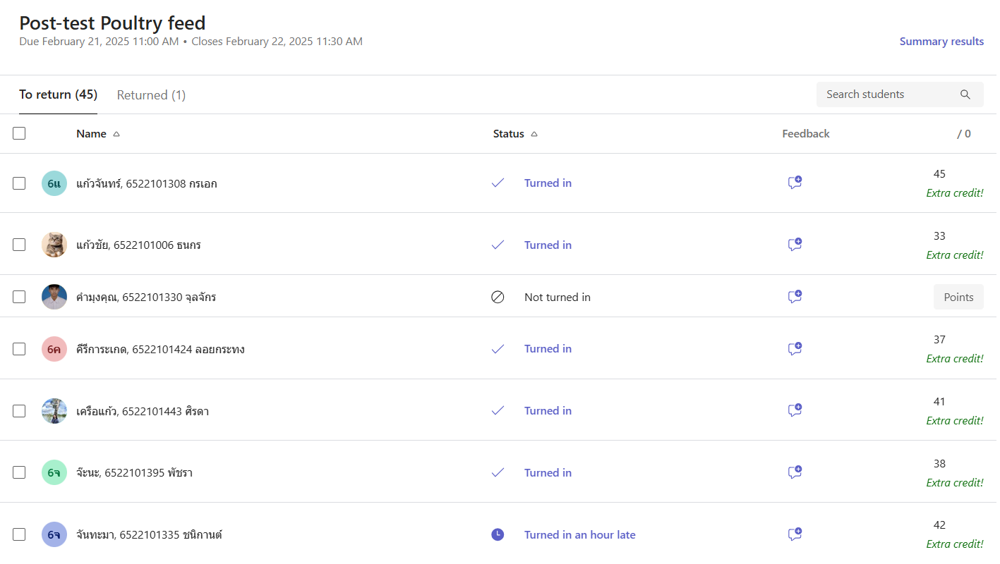 Post-test Poultry feed
Due February 21, 2025 11:00 AM • Closes February 22, 2025 11:30 AM
Summary results
To return (45) Returned (1)
Search students
Name Status Feedback / 0
6แ แก้วจันทร์, 6522101308 กรเอก Turned in 45
Extra credit!
แก้วชัย, 6522101006 ธนกร Turned in 33
Extra credit!
คำมุงคุณ, 6522101330 จุลจักร Not turned in Points
6ค คีรีการะเกด, 6522101424 ลอยกระทง Turned in 37
Extra credit!
เครือแก้ว, 6522101443 ศิรดา Turned in 41
Extra credit!
6จ จ๊ะนะ, 6522101395 พัชรา Turned in 38
Extra credit!
6จ จันทะมา, 6522101335 ชนิกานต์ Turned in an hour late 42
Extra credit!